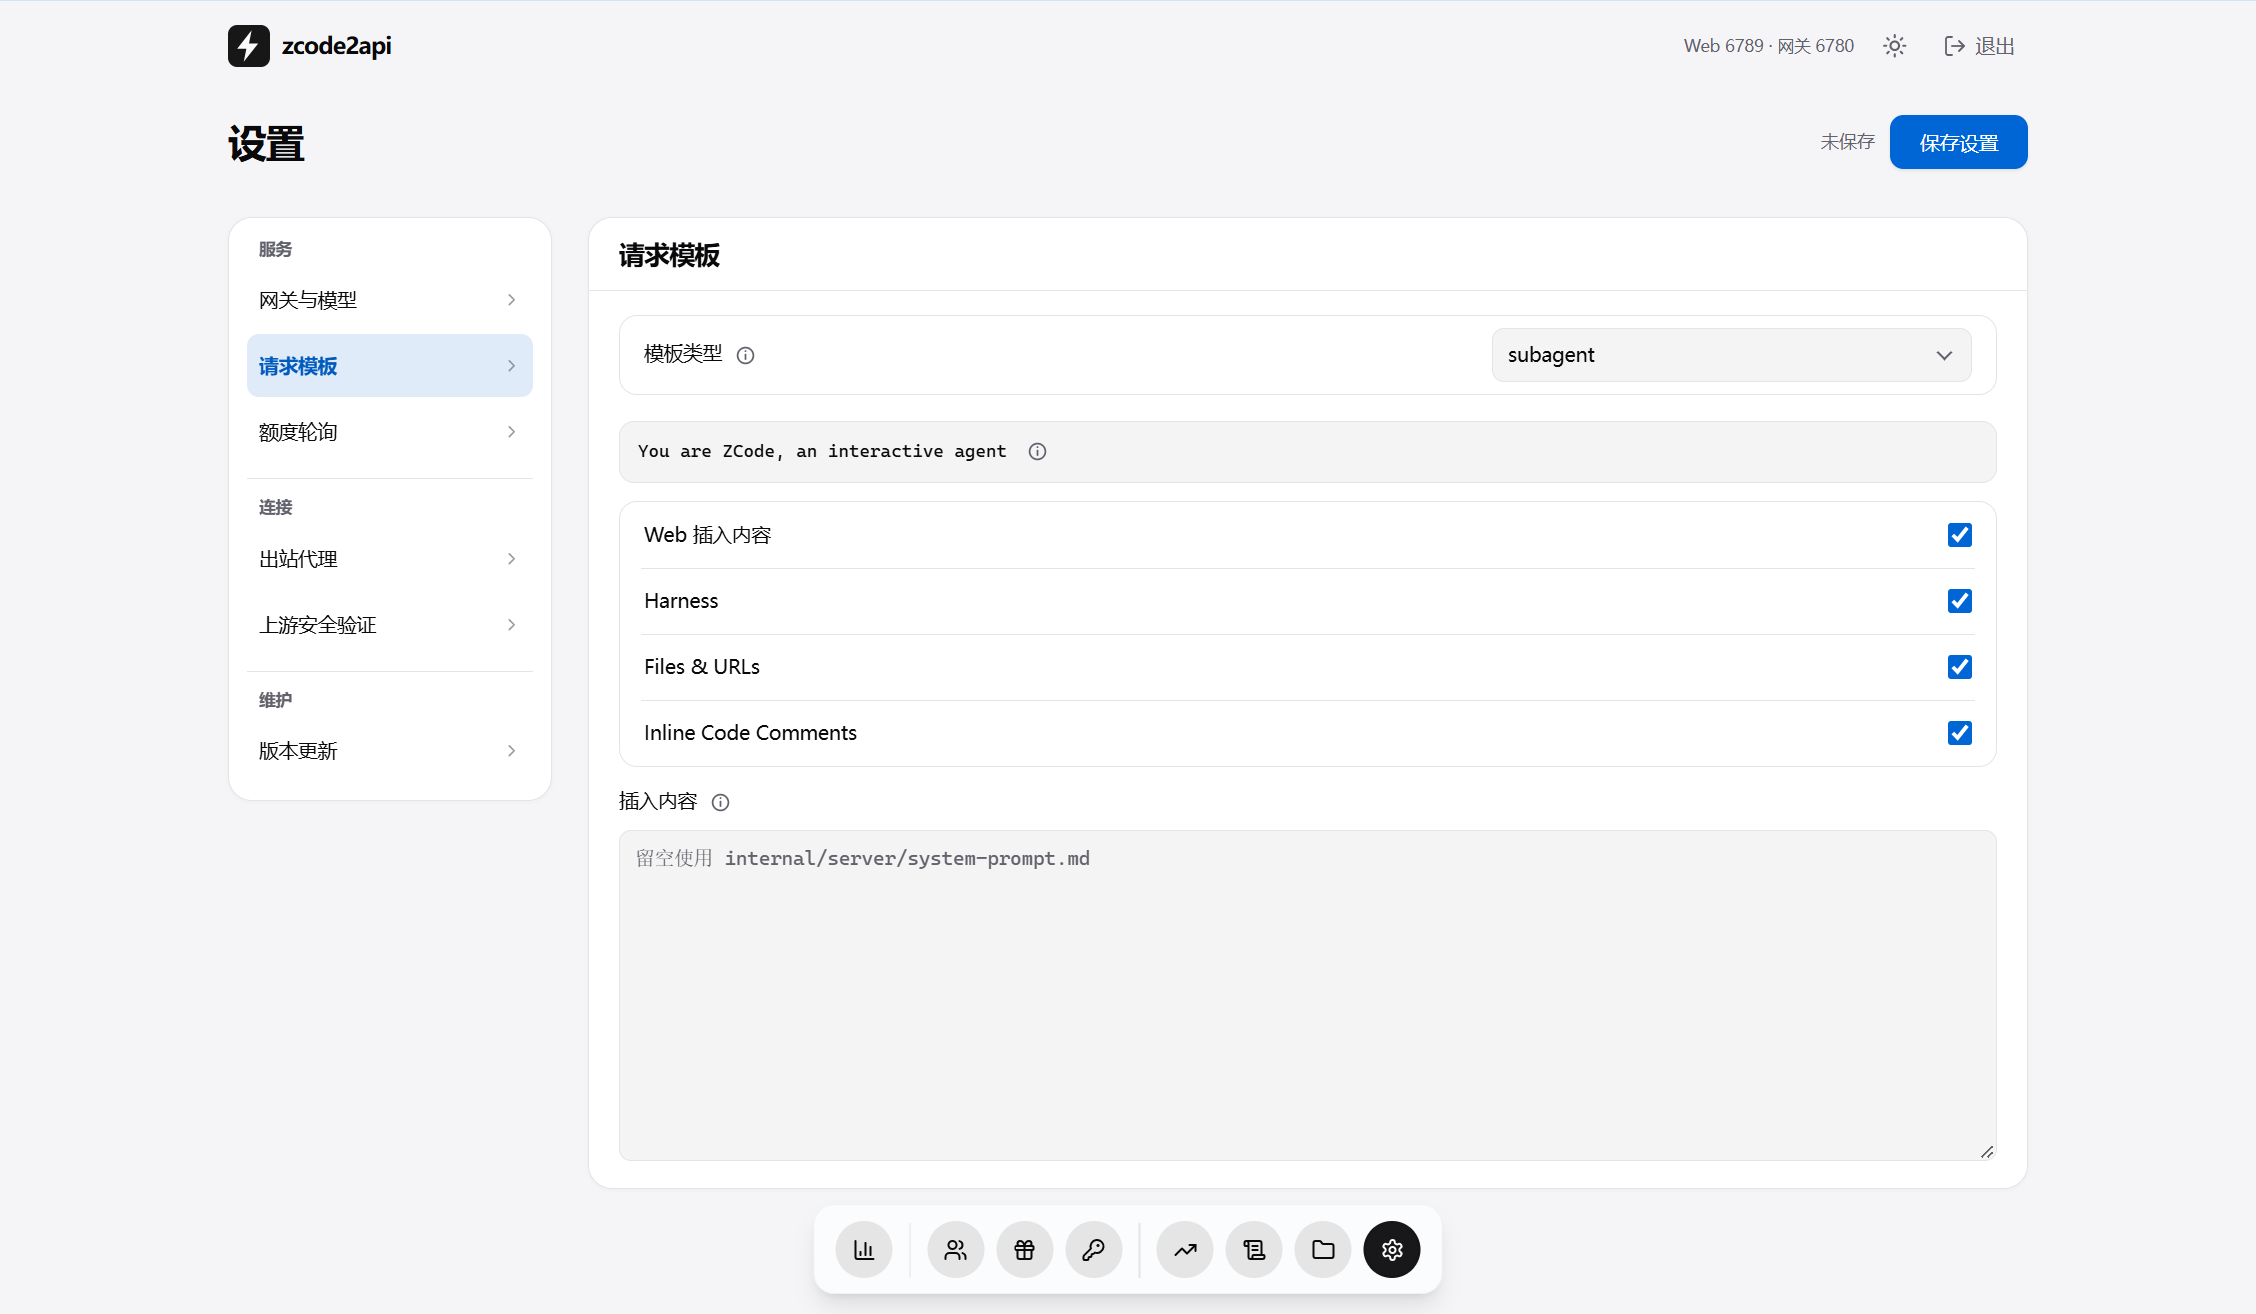 zcode2api
Web 6789 · 网关 6780
退出
设置
未保存
保存设置
服务
网关与模型
请求模板
额度轮询
连接
出站代理
上游安全验证
维护
版本更新
请求模板
模板类型
subagent
You are ZCode, an interactive agent
Web 插入内容
Harness
Files & URLs
Inline Code Comments
插入内容
留空使用 internal/server/system-prompt.md